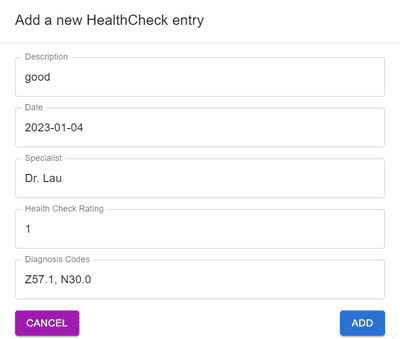 Add a new HealthCheck entry
Description
good
Date
2023-01-04
Specialist
Dr. Lau
Health Check Rating
1
Diagnosis Codes
Z57.1, N30.0
CANCEL
ADD